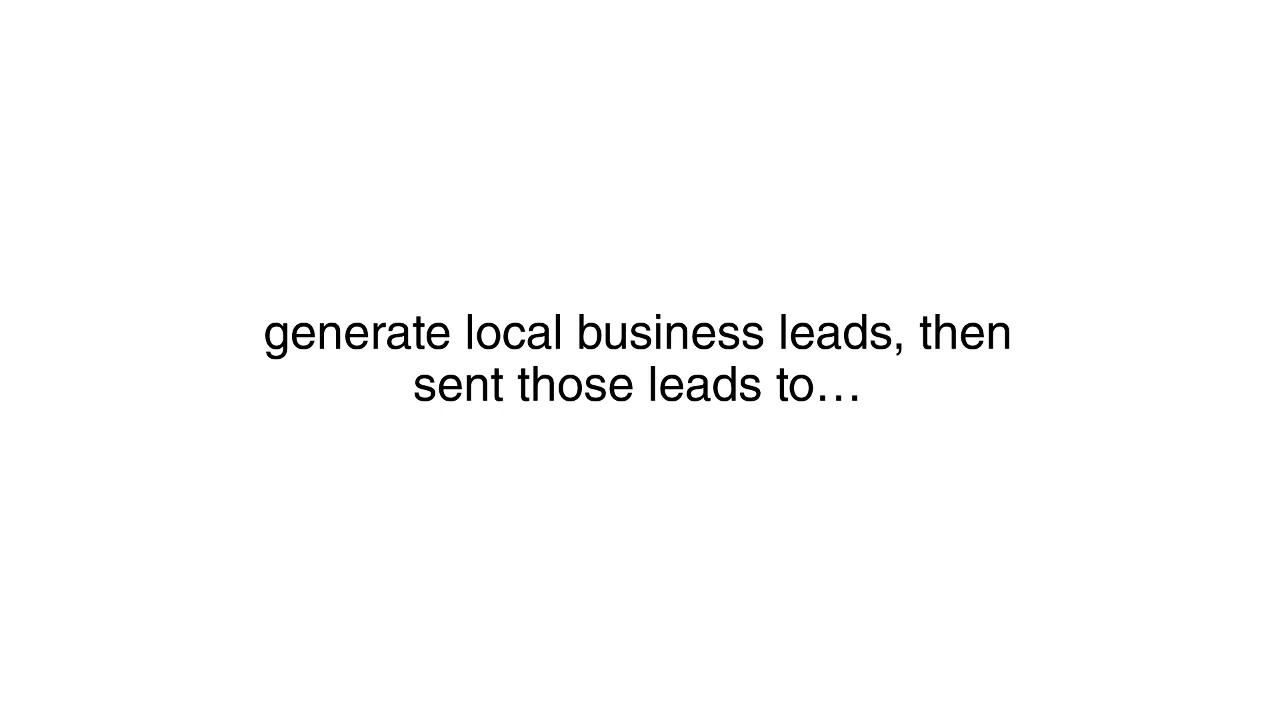 generate local business leads, then
sent those leads to…